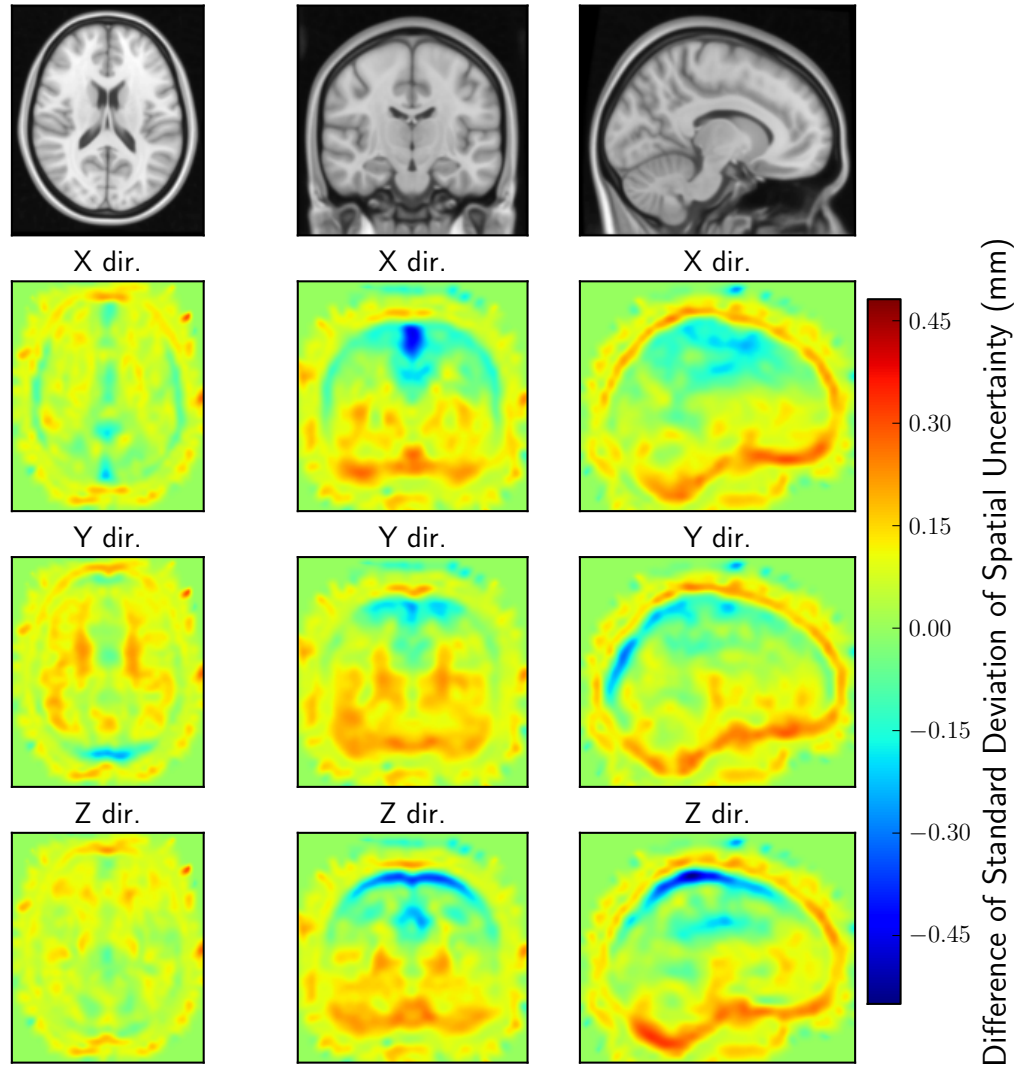 X dir.
X dir.
X dir.
Y dir.
Y dir.
Y dir.
Z dir.
Z dir.
Z dir.
0.45
0.30
0.15
0.00
−0.15
−0.30
−0.45
Difference of Standard Deviation of Spatial Uncertainty (mm)